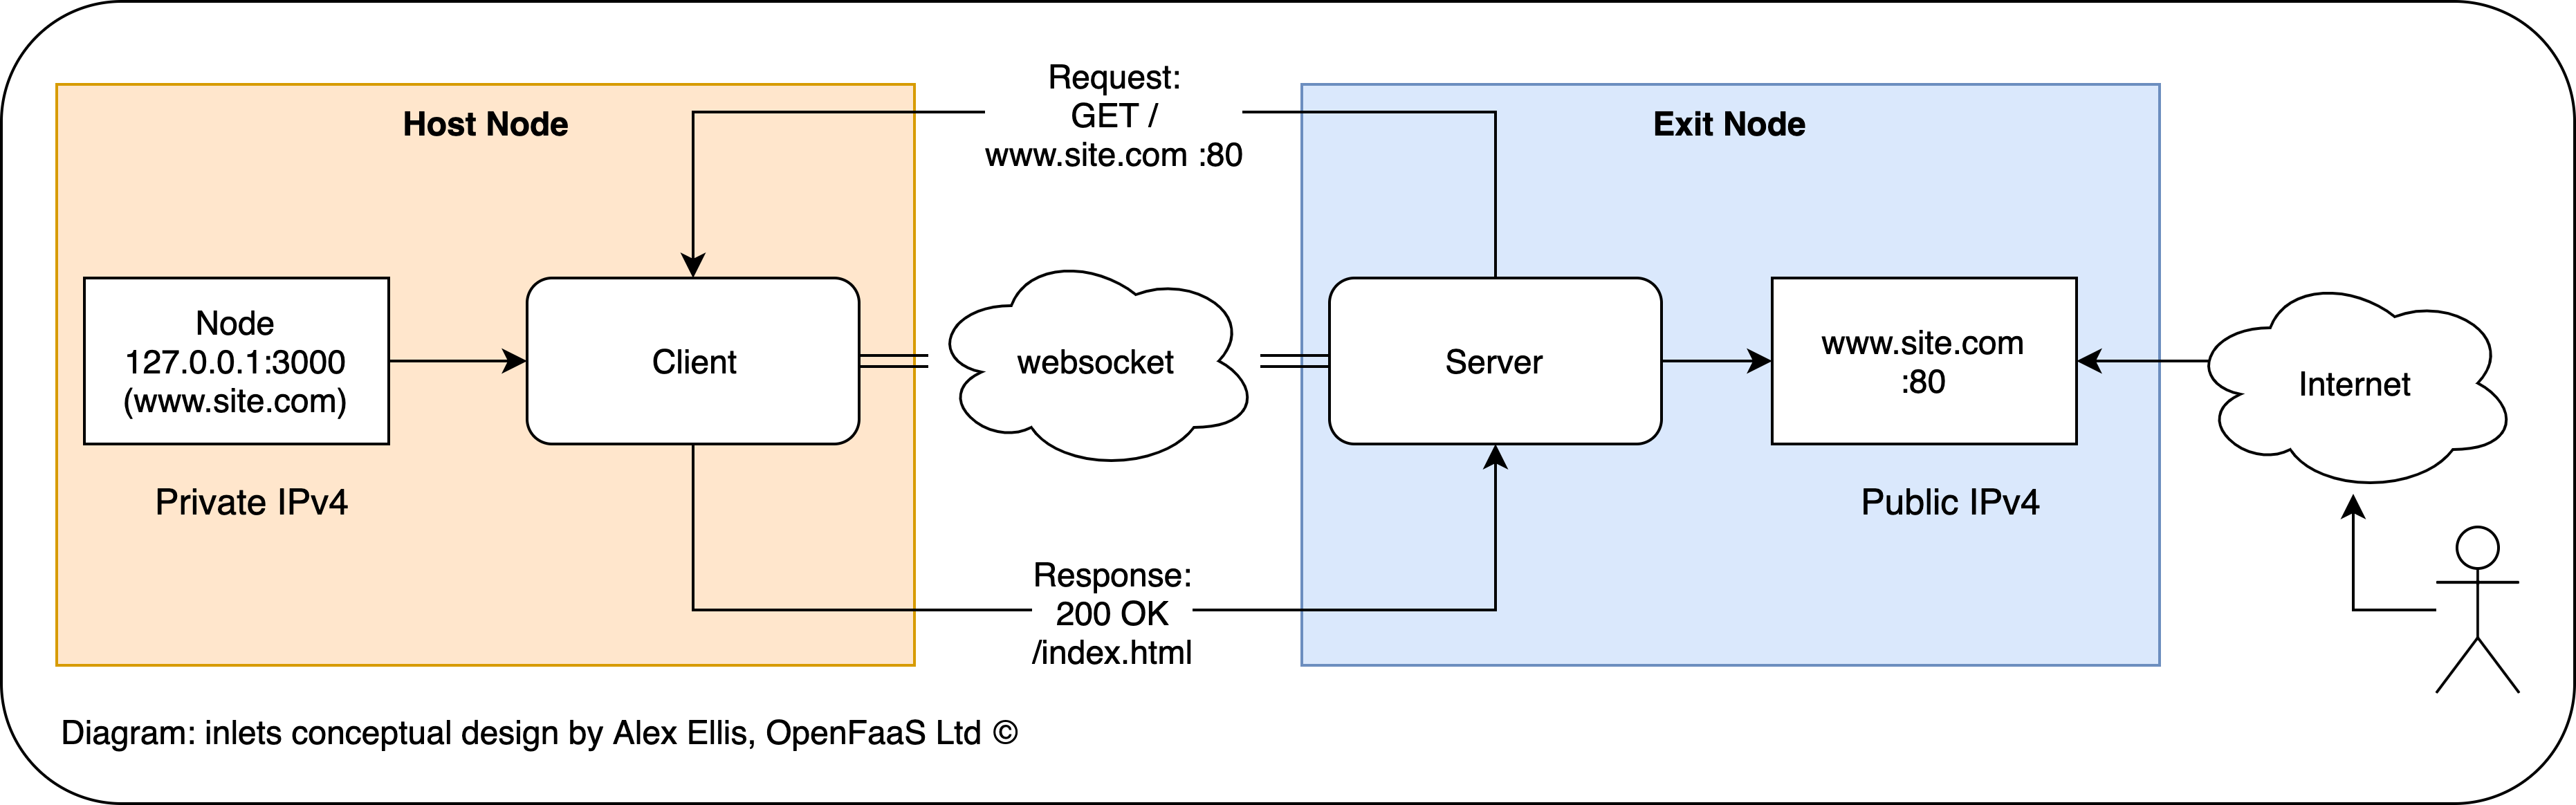 Request:
GET /
www.site.com :80
Host Node
Exit Node
Node
127.0.0.1:3000
(www.site.com)
Client
websocket
Server
www.site.com
:80
Internet
Private IPv4
Public IPv4
Response:
200 OK
/index.html
Diagram: inlets conceptual design by Alex Ellis, OpenFaaS Ltd ©